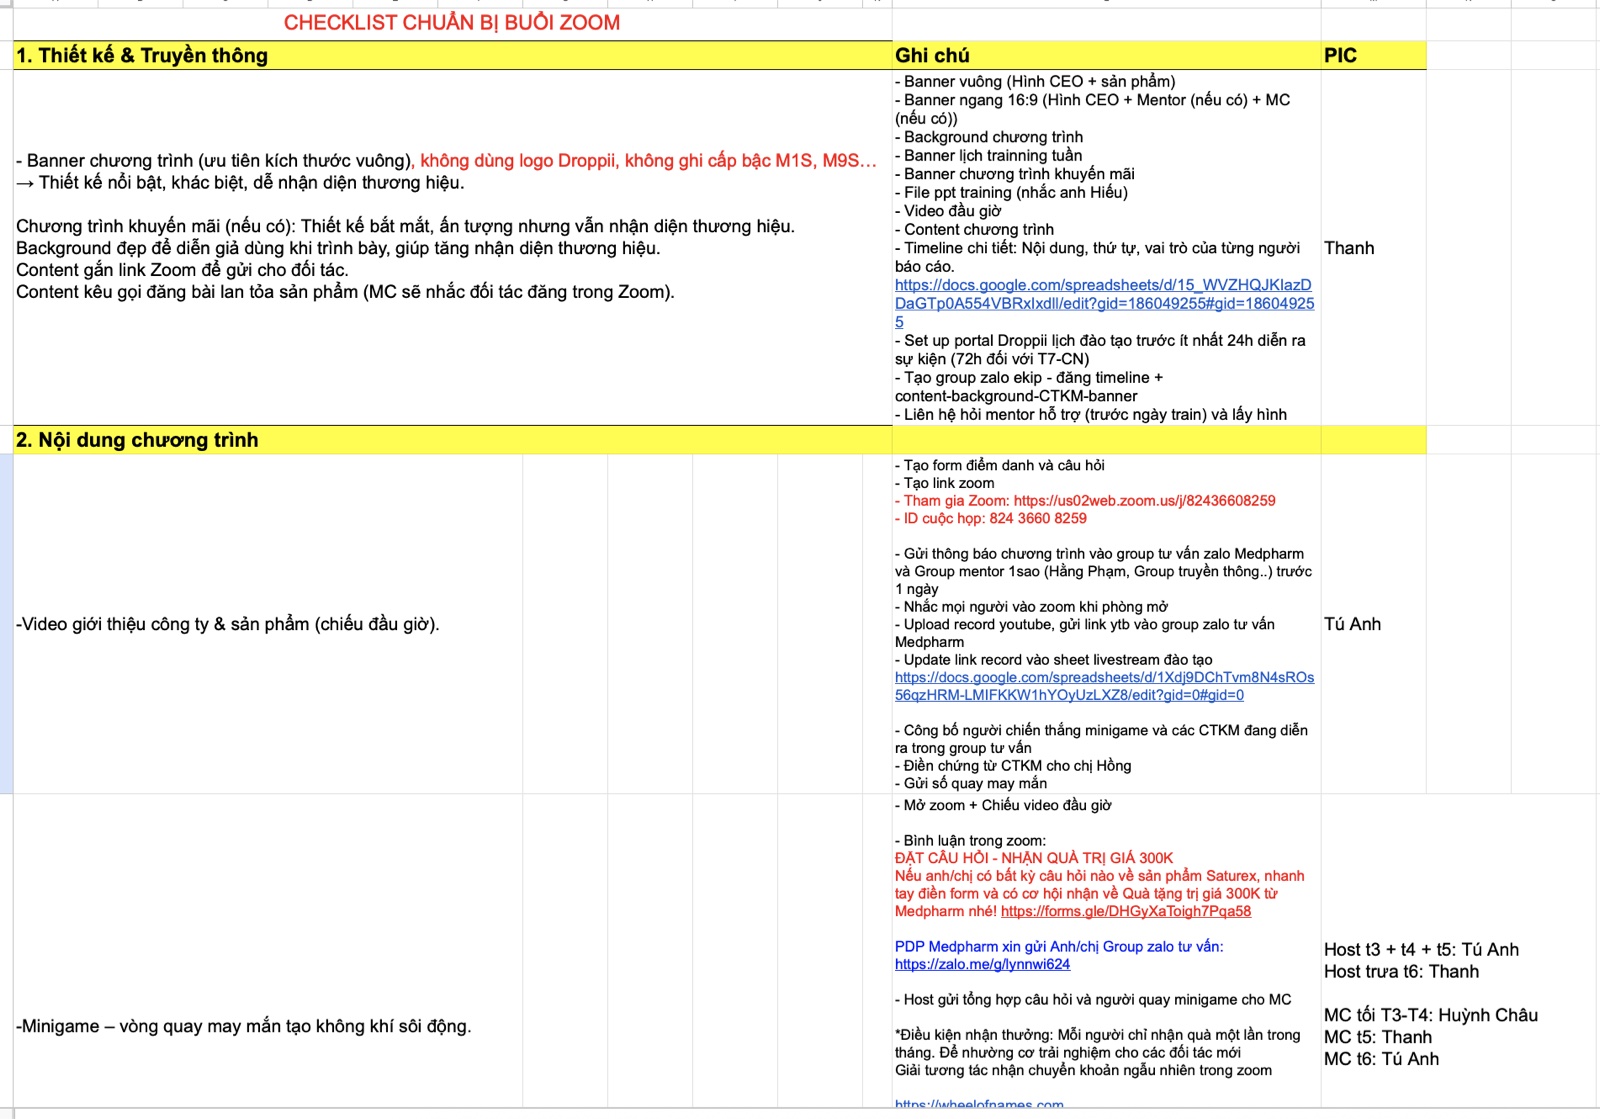 CHECKLIST CHUẨN BỊ BUỔI ZOOM
1. Thiết kế & Truyền thông
Ghi chú
PIC
- Banner chương trình (ưu tiên kích thước vuông), không dùng logo Droppii, không ghi cấp bậc M1S, M9S...
→ Thiết kế nổi bật, khác biệt, dễ nhận diện thương hiệu.
Chương trình khuyến mãi (nếu có): Thiết kế bắt mắt, ấn tượng nhưng vẫn nhận diện thương hiệu.
Background đẹp để diễn giả dùng khi trình bày, giúp tăng nhận diện thương hiệu.
Content gắn link Zoom để gửi cho đối tác.
Content kêu gọi đăng bài lan tỏa sản phẩm (MC sẽ nhắc đối tác đăng trong Zoom).
- Banner vuông (Hình CEO + sản phẩm)
- Banner ngang 16:9 (Hình CEO + Mentor (nếu có) + MC
(nếu có))
- Background chương trình
- Banner lịch trainning tuần
- Banner chương trình khuyến mãi
- File ppt training (nhắc anh Hiếu)
- Video đầu giờ
- Content chương trình
- Timeline chi tiết: Nội dung, thứ tự, vai trò của từng người
báo cáo.
https://docs.google.com/spreadsheets/d/15_WVZHQJKIazD
DaGTp0A554VBRxIxdlI/edit?gid=186049255#gid=18604925
5
- Set up portal Droppii lịch đào tạo trước ít nhất 24h diễn ra
sự kiện (72h đối với T7-CN)
- Tạo group zalo ekip - đăng timeline +
content-background-CTKM-banner
- Liên hệ hỏi mentor hỗ trợ (trước ngày train) và lấy hình
Thanh
2. Nội dung chương trình
-Video giới thiệu công ty & sản phẩm (chiếu đầu giờ).
- Tạo form điểm danh và câu hỏi
- Tạo link zoom
- Tham gia Zoom: https://us02web.zoom.us/j/82436608259
- ID cuộc họp: 824 3660 8259
- Gửi thông báo chương trình vào group tư vấn zalo Medpharm
và Group mentor 1sao (Hằng Phạm, Group truyền thông..) trước
1 ngày
- Nhắc mọi người vào zoom khi phòng mở
- Upload record youtube, gửi link ytb vào group zalo tư vấn
Medpharm
- Update link record vào sheet livestream đào tạo
https://docs.google.com/spreadsheets/d/1Xdj9DChTvm8N4sROs
56qzHRM-LMIFKKW1hYOyUzLXZ8/edit?gid=0#gid=0
- Công bố người chiến thắng minigame và các CTKM đang diễn
ra trong group tư vấn
- Điền chứng từ CTKM cho chị Hồng
- Gửi số quay may mắn
Tú Anh
-Minigame – vòng quay may mắn tạo không khí sôi động.
- Mở zoom + Chiếu video đầu giờ
- Bình luận trong zoom:
ĐẶT CÂU HỎI - NHẬN QUÀ TRỊ GIÁ 300K
Nếu anh/chị có bất kỳ câu hỏi nào về sản phẩm Saturex, nhanh
tay điền form và có cơ hội nhận về Quà tặng trị giá 300K từ
Medpharm nhé! https://forms.gle/DHGyXaToigh7Pqa58
PDP Medpharm xin gửi Anh/chị Group zalo tư vấn:
https://zalo.me/g/lynnwi624
- Host gửi tổng hợp câu hỏi và người quay minigame cho MC
*Điều kiện nhận thưởng: Mỗi người chỉ nhận quà một lần trong
tháng. Để nhường cơ trải nghiệm cho các đối tác mới
Giải tương tác nhận chuyển khoản ngẫu nhiên trong zoom
https://wheelofnames.com
Host t3 + t4 + t5: Tú Anh
Host trưa t6: Thanh
MC tối T3-T4: Huỳnh Châu
MC t5: Thanh
MC t6: Tú Anh